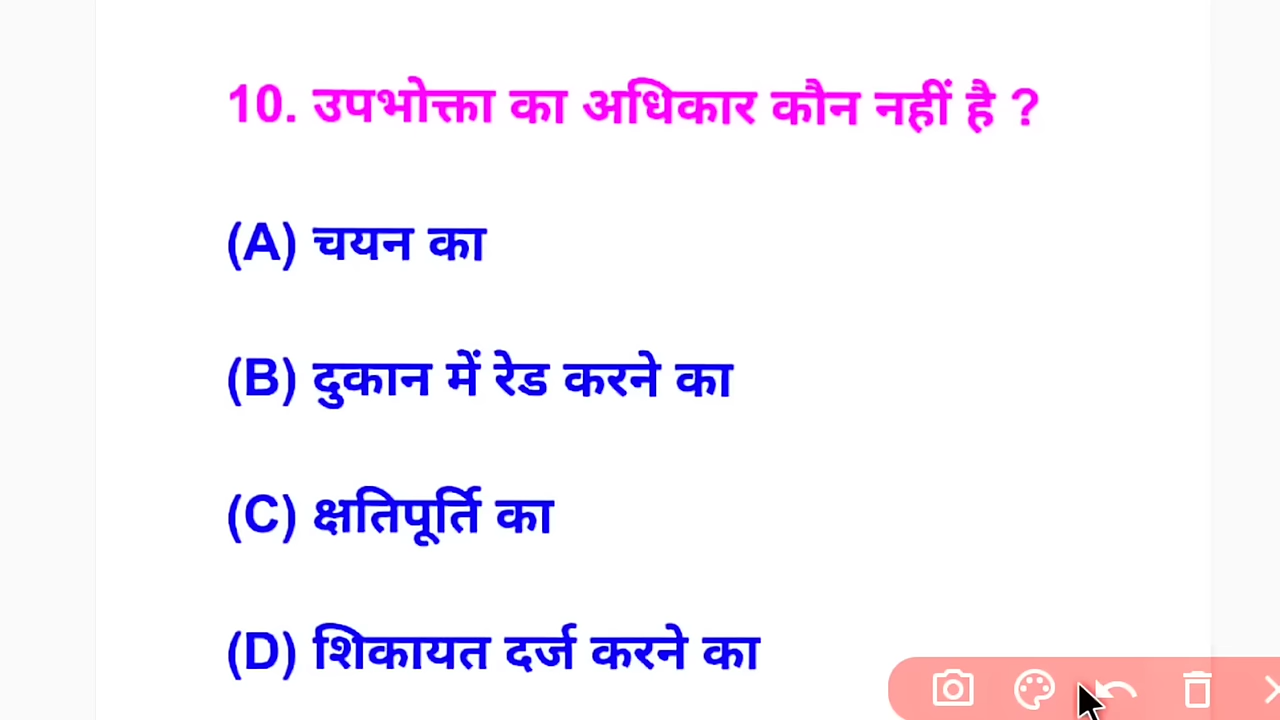 10. उपभोक्ता का अधिकार कौन नहीं है ?
(A) चयन का
(B) दुकान में रेड करने का
(C) क्षतिपूर्ति का
(D) शिकायत दर्ज करने का